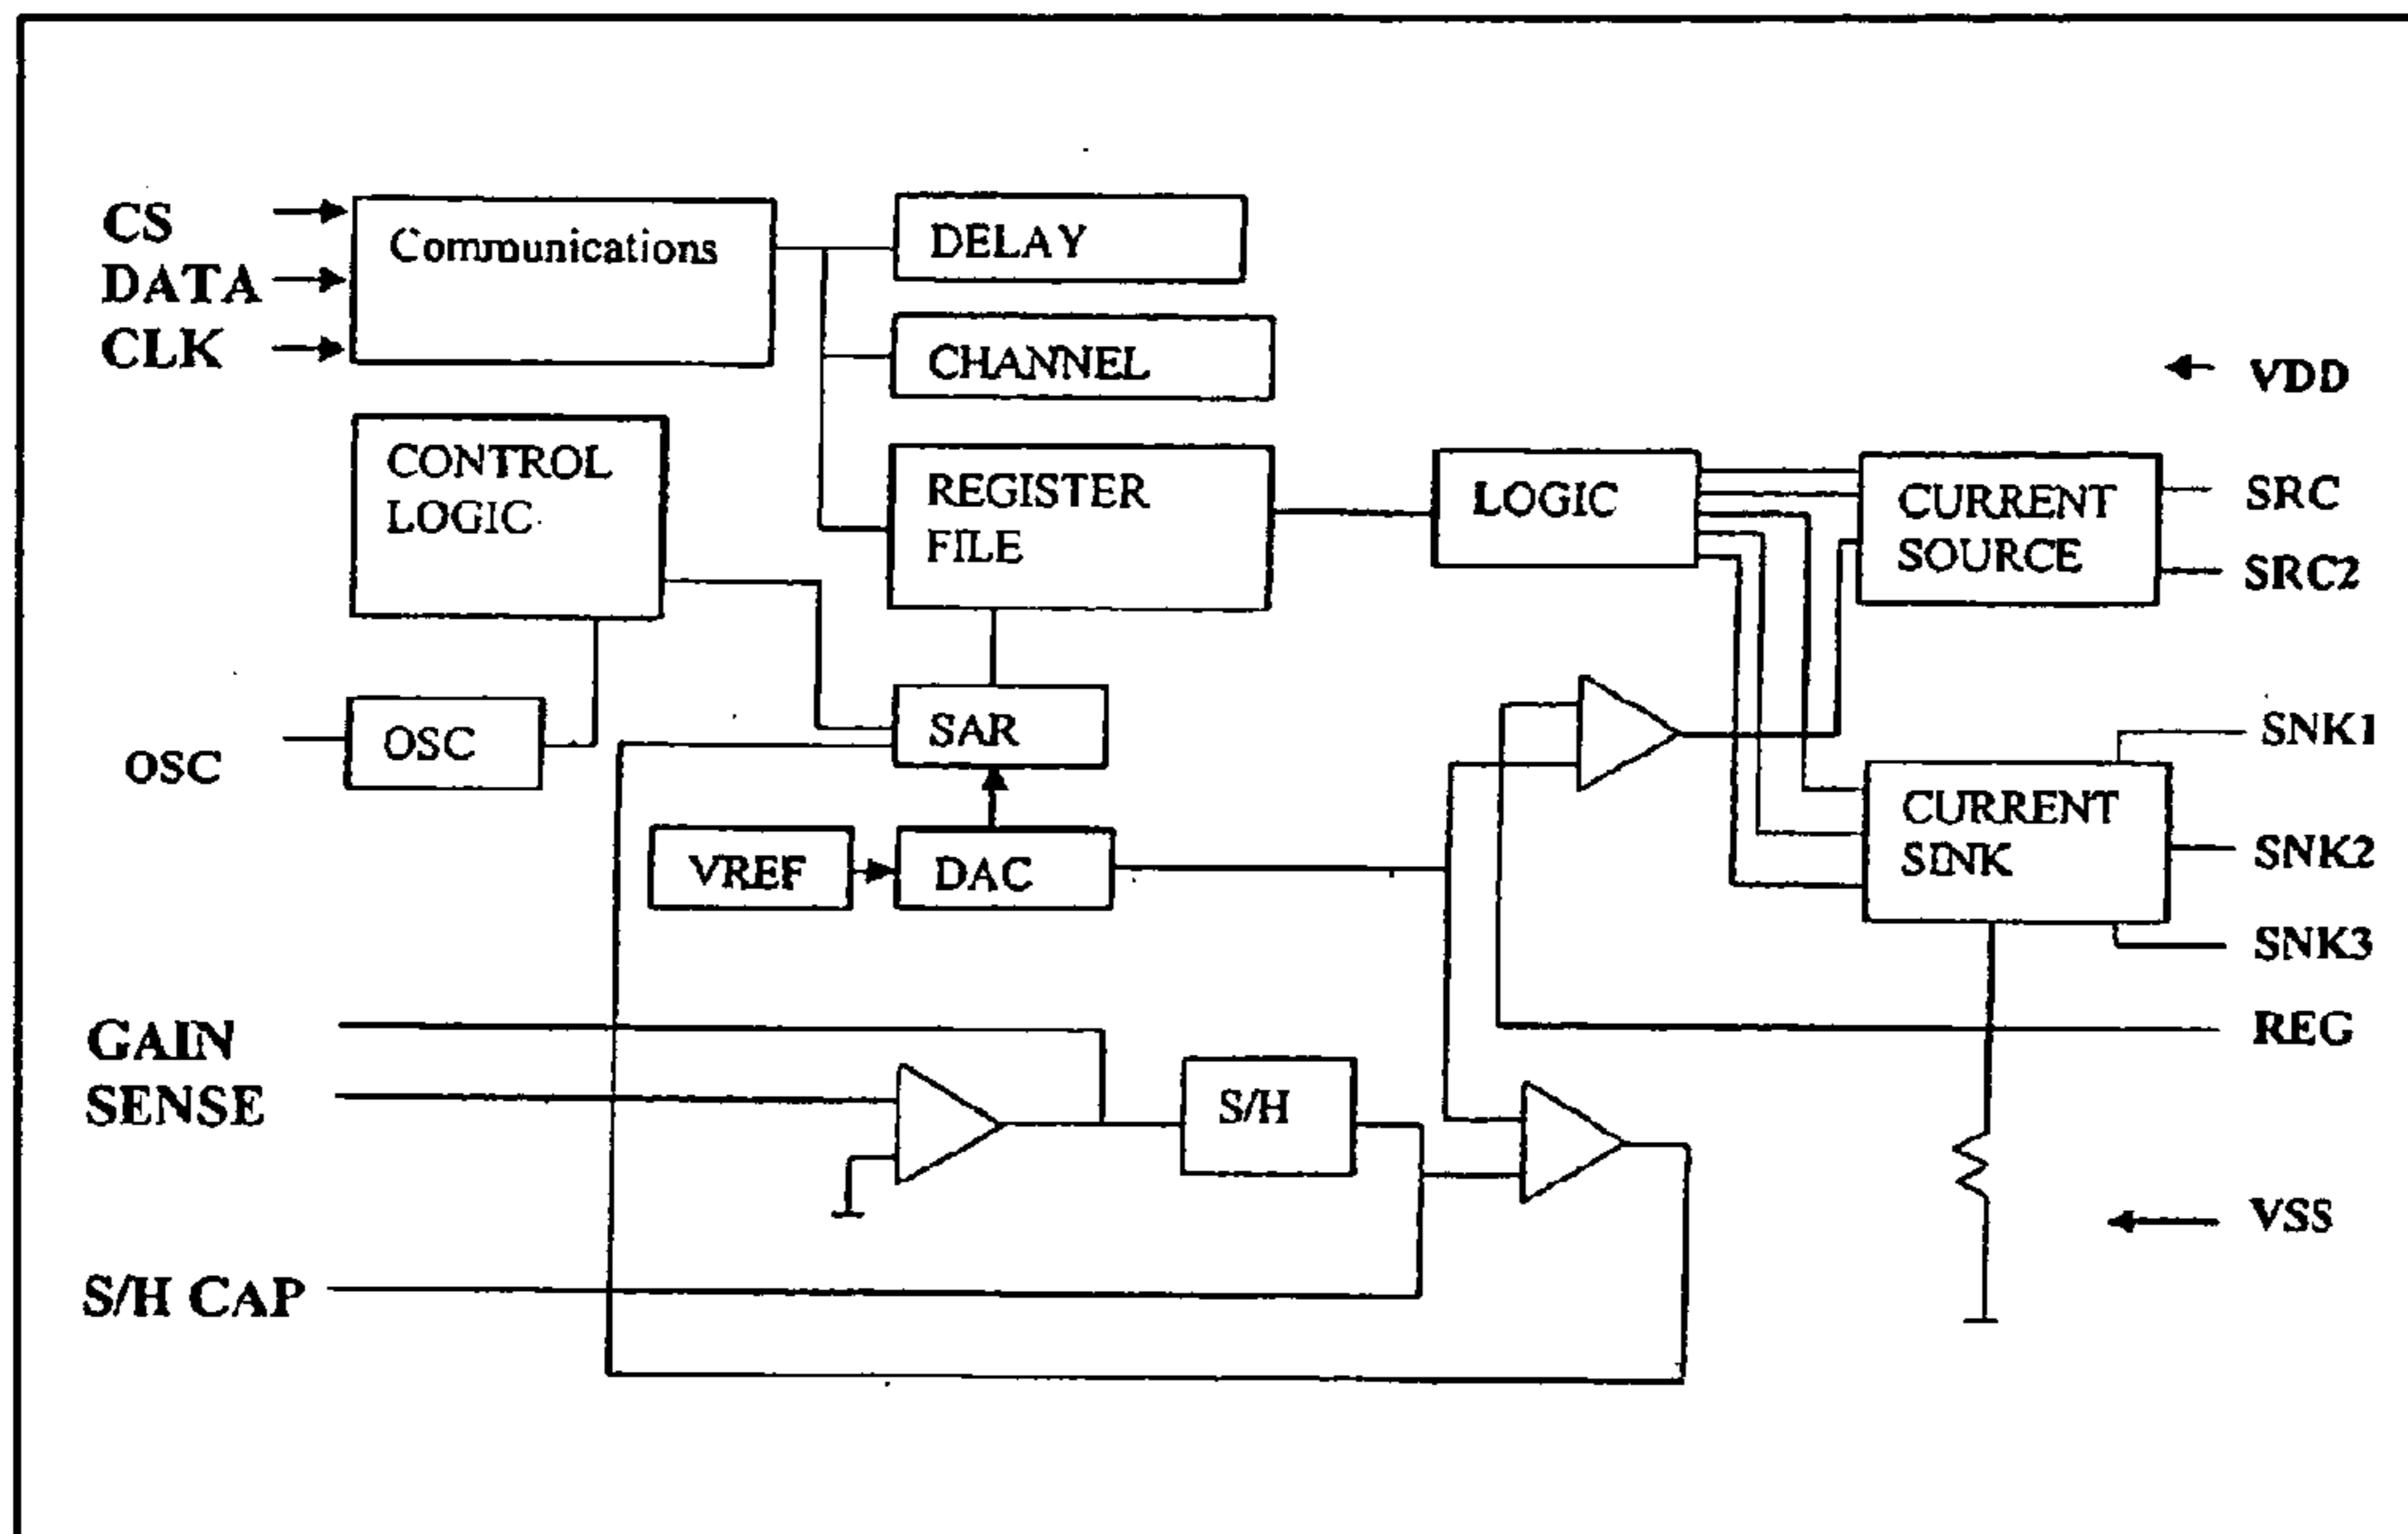 CS
DATA
CLK
Communications
DELAY
CHANNEL
VDD
CONTROL
LOGIC
REGISTER
FILE
LOGIC
CURRENT
SOURCE
SRC
SRC2
OSC
OSC
SAR
SNK1
CURRENT
SINK
SNK2
SNK3
VREF
DAC
GAIN
SENSE
S/H
REG
VSS
S/H CAP